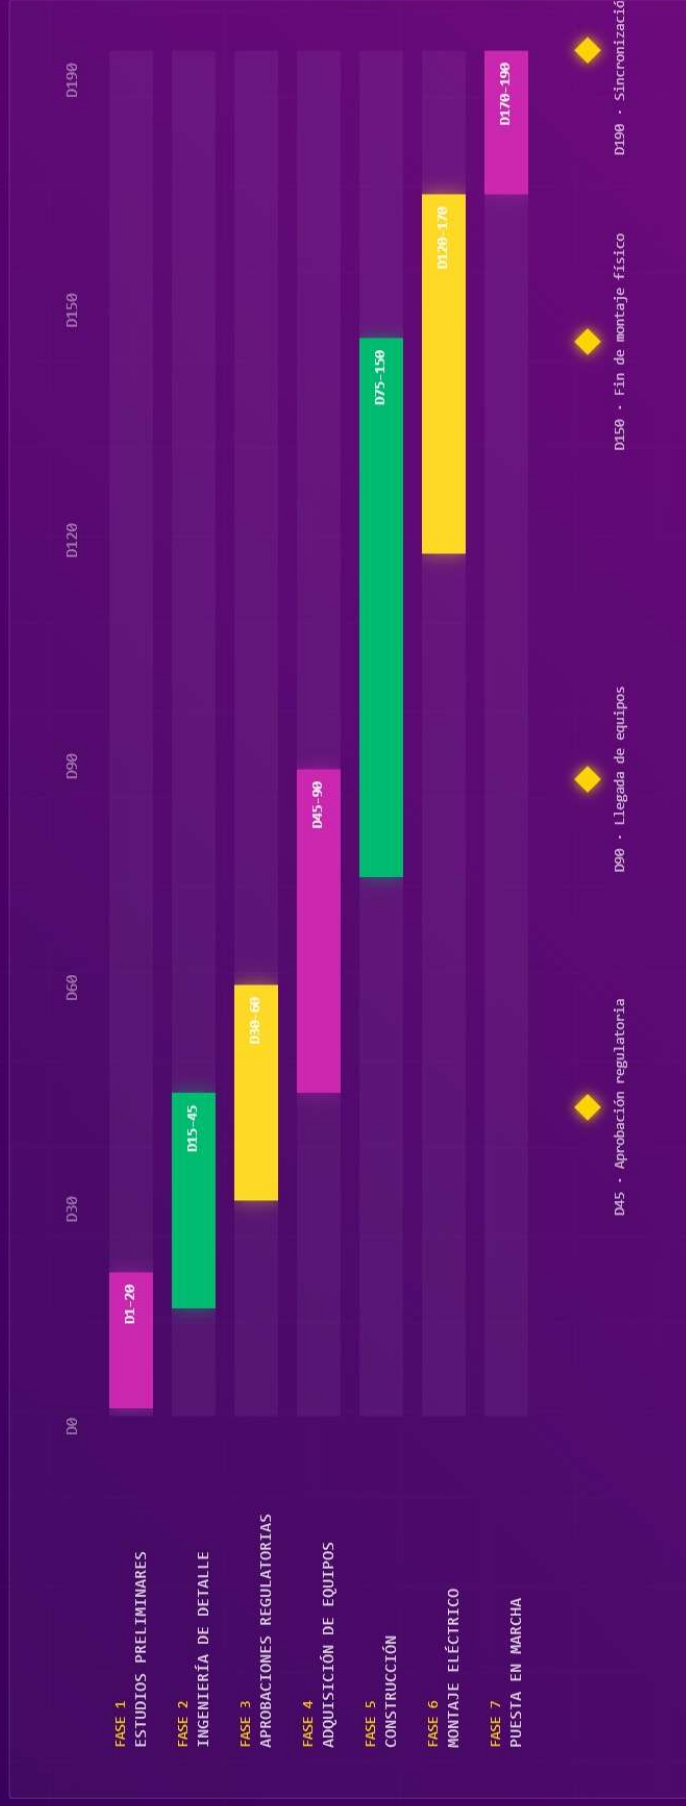 D0
D30
D60
D90
D120
D150
D190
FASE 1
ESTUDIOS PRELIMINARES
D1-20
FASE 2
INGENIERÍA DE DETALLE
D15-45
FASE 3
APROBACIONES REGULATORIAS
D30-60
FASE 4
ADQUISICIÓN DE EQUIPOS
D45-90
FASE 5
CONSTRUCCIÓN
D75-150
FASE 6
MONTAJE ELÉCTRICO
D120-170
FASE 7
PUESTA EN MARCHA
D170-190
D45 · Aprobación regulatoria
D90 · Llegada de equipos
D150 · Fin de montaje físico
D190 · Sincronizació